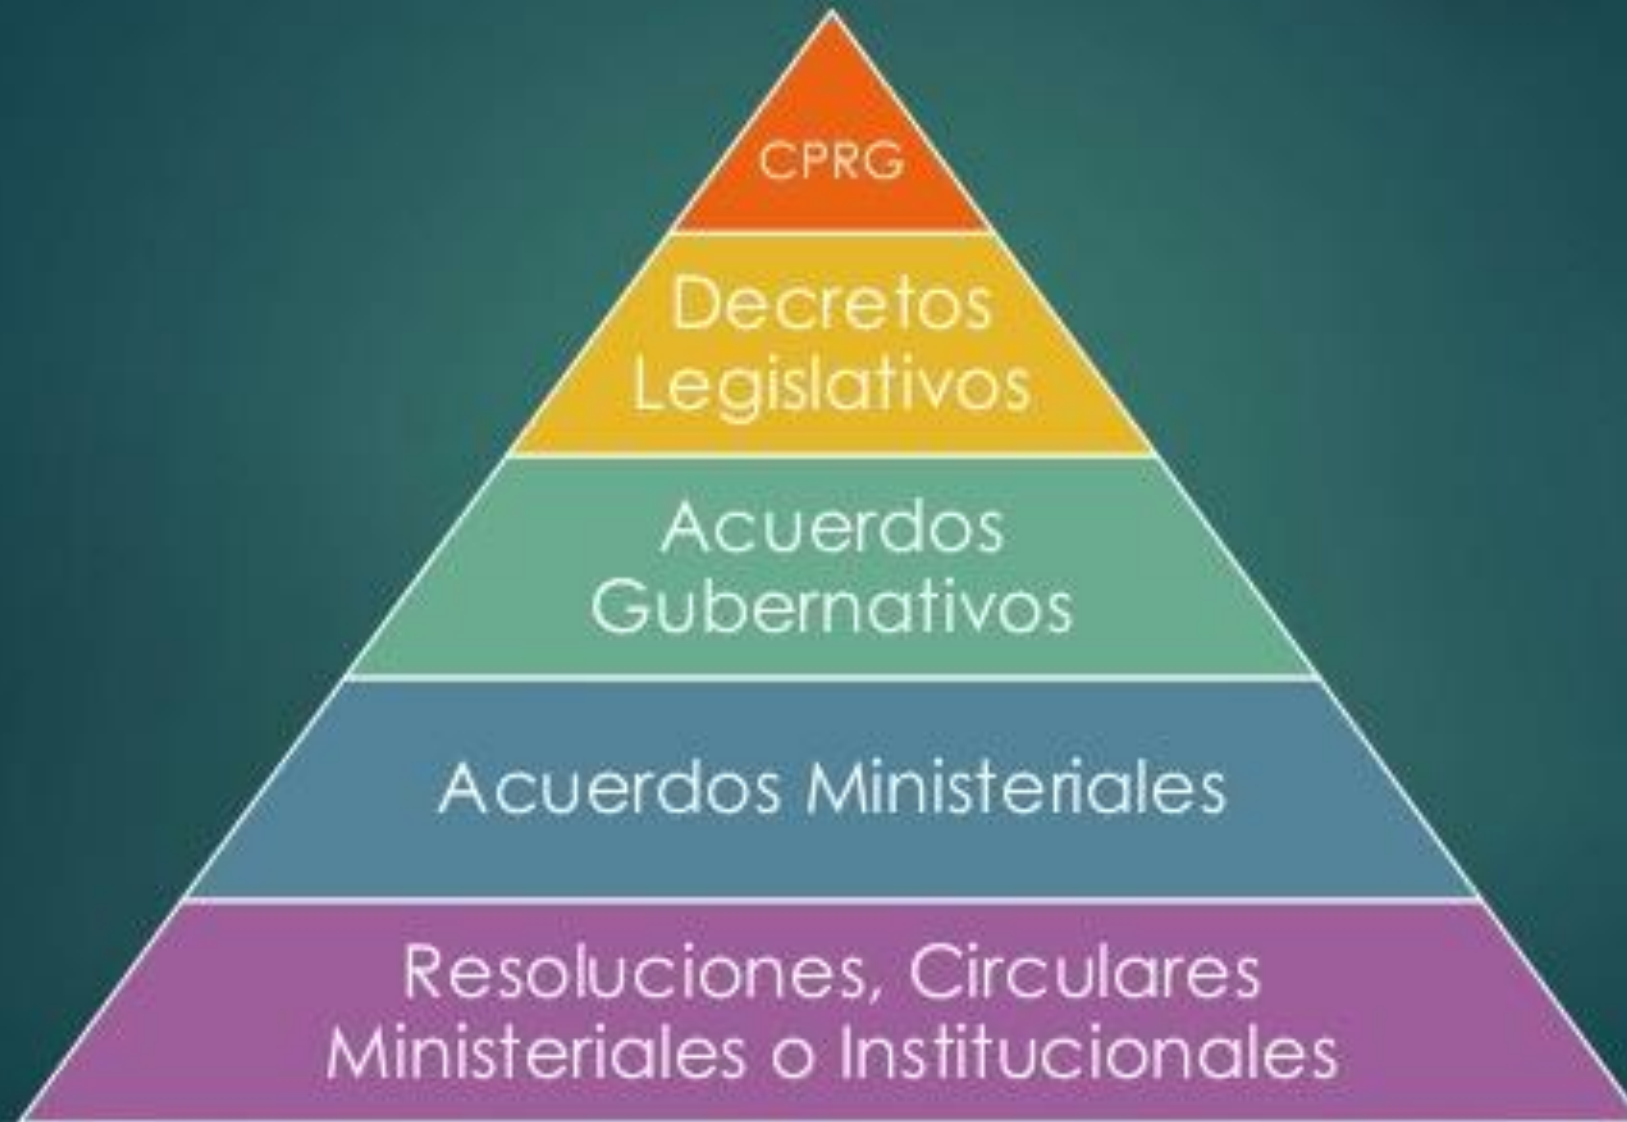 CPRG
Decretos
Legislativos
Acuerdos
Gubernativos
Acuerdos Ministeriales
Resoluciones, Circulares
Ministeriales o Institucionales